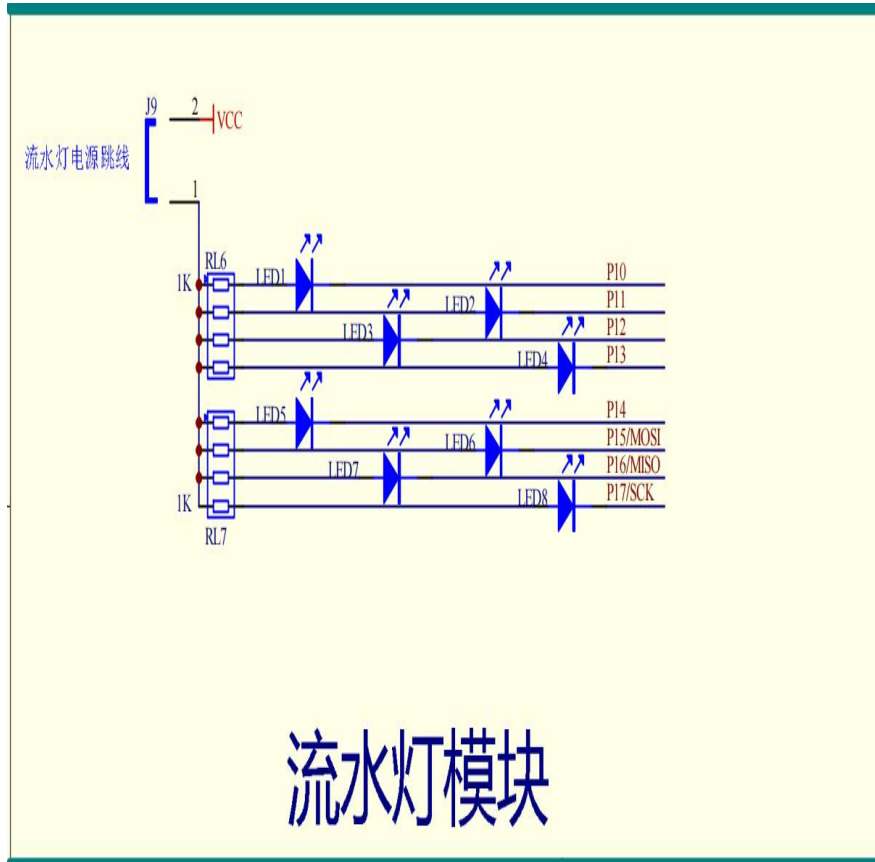 J9 2 VCC
流水灯电源跳线
1
RL6
1K LED1 P10
LED2 P11
LED3 P12
LED4 P13
LED5 P14
LED6 P15/MOSI
LED7 P16/MISO
1K LED8 P17/SCK
RL7
流水灯模块